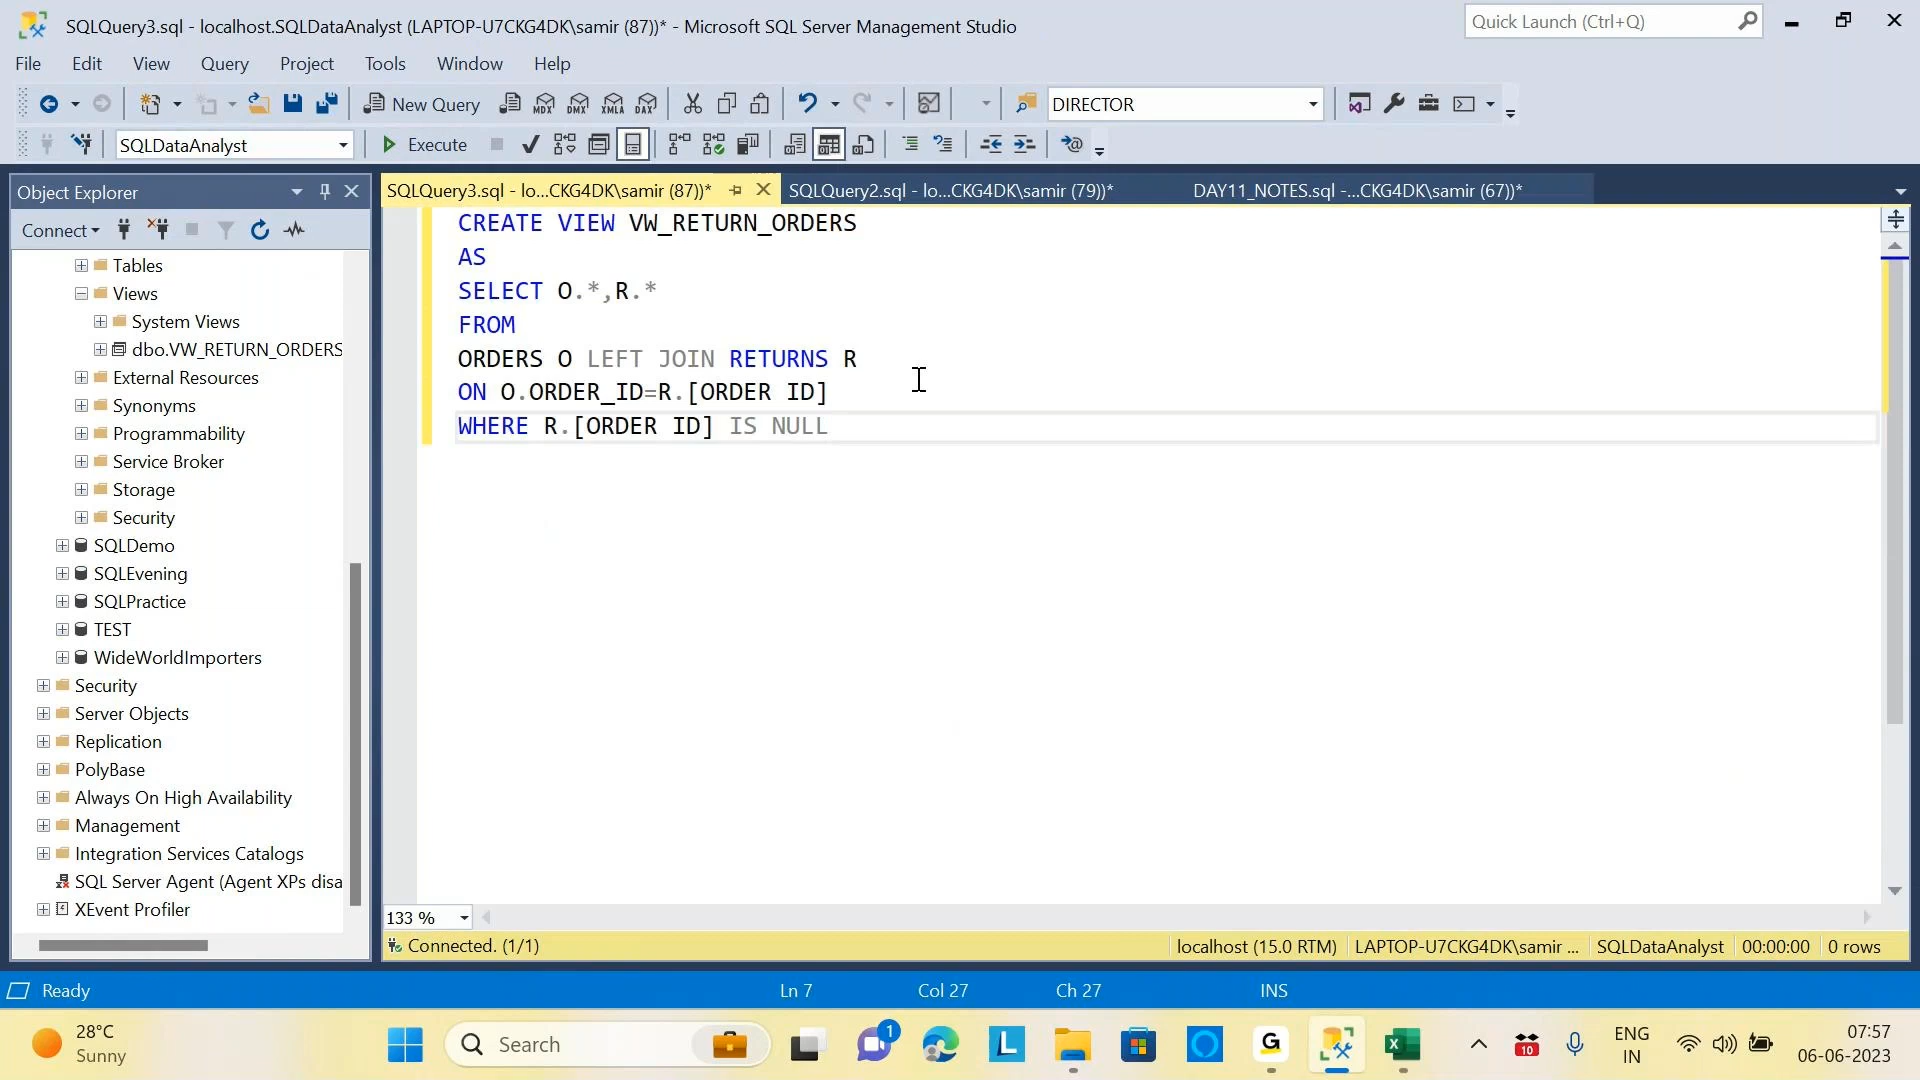 SQLQuery3.sql - localhost.SQLDataAnalyst (LAPTOP-U7CKG4DK\samir (87))* - Microsoft SQL Server Management Studio
Quick Launch (Ctrl+Q)
File Edit View Query Project Tools Window Help
New Query MDX DMX XMLA DAX DIRECTOR
SQLDataAnalyst Execute
Object Explorer
SQLQuery3.sql - lo...CKG4DK\samir (87))* SQLQuery2.sql - lo...CKG4DK\samir (79))* DAY11_NOTES.sql -...CKG4DK\samir (67))*
Connect
Tables
Views
System Views
dbo.VW_RETURN_ORDERS
External Resources
Synonyms
Programmability
Service Broker
Storage
Security
SQLDemo
SQLEvening
SQLPractice
TEST
WideWorldImporters
Security
Server Objects
Replication
PolyBase
Always On High Availability
Management
Integration Services Catalogs
SQL Server Agent (Agent XPs disa
XEvent Profiler
CREATE VIEW VW_RETURN_ORDERS
AS
SELECT O.*,R.*
FROM
ORDERS O LEFT JOIN RETURNS R
ON O.ORDER_ID=R.[ORDER ID]
WHERE R.[ORDER ID] IS NULL
133 %
Connected. (1/1) localhost (15.0 RTM) LAPTOP-U7CKG4DK\samir ... SQLDataAnalyst 00:00:00 0 rows
Ready Ln 7 Col 27 Ch 27 INS
28°C
Sunny
Search
1
L
G
X
10
ENG
IN
07:57
06-06-2023